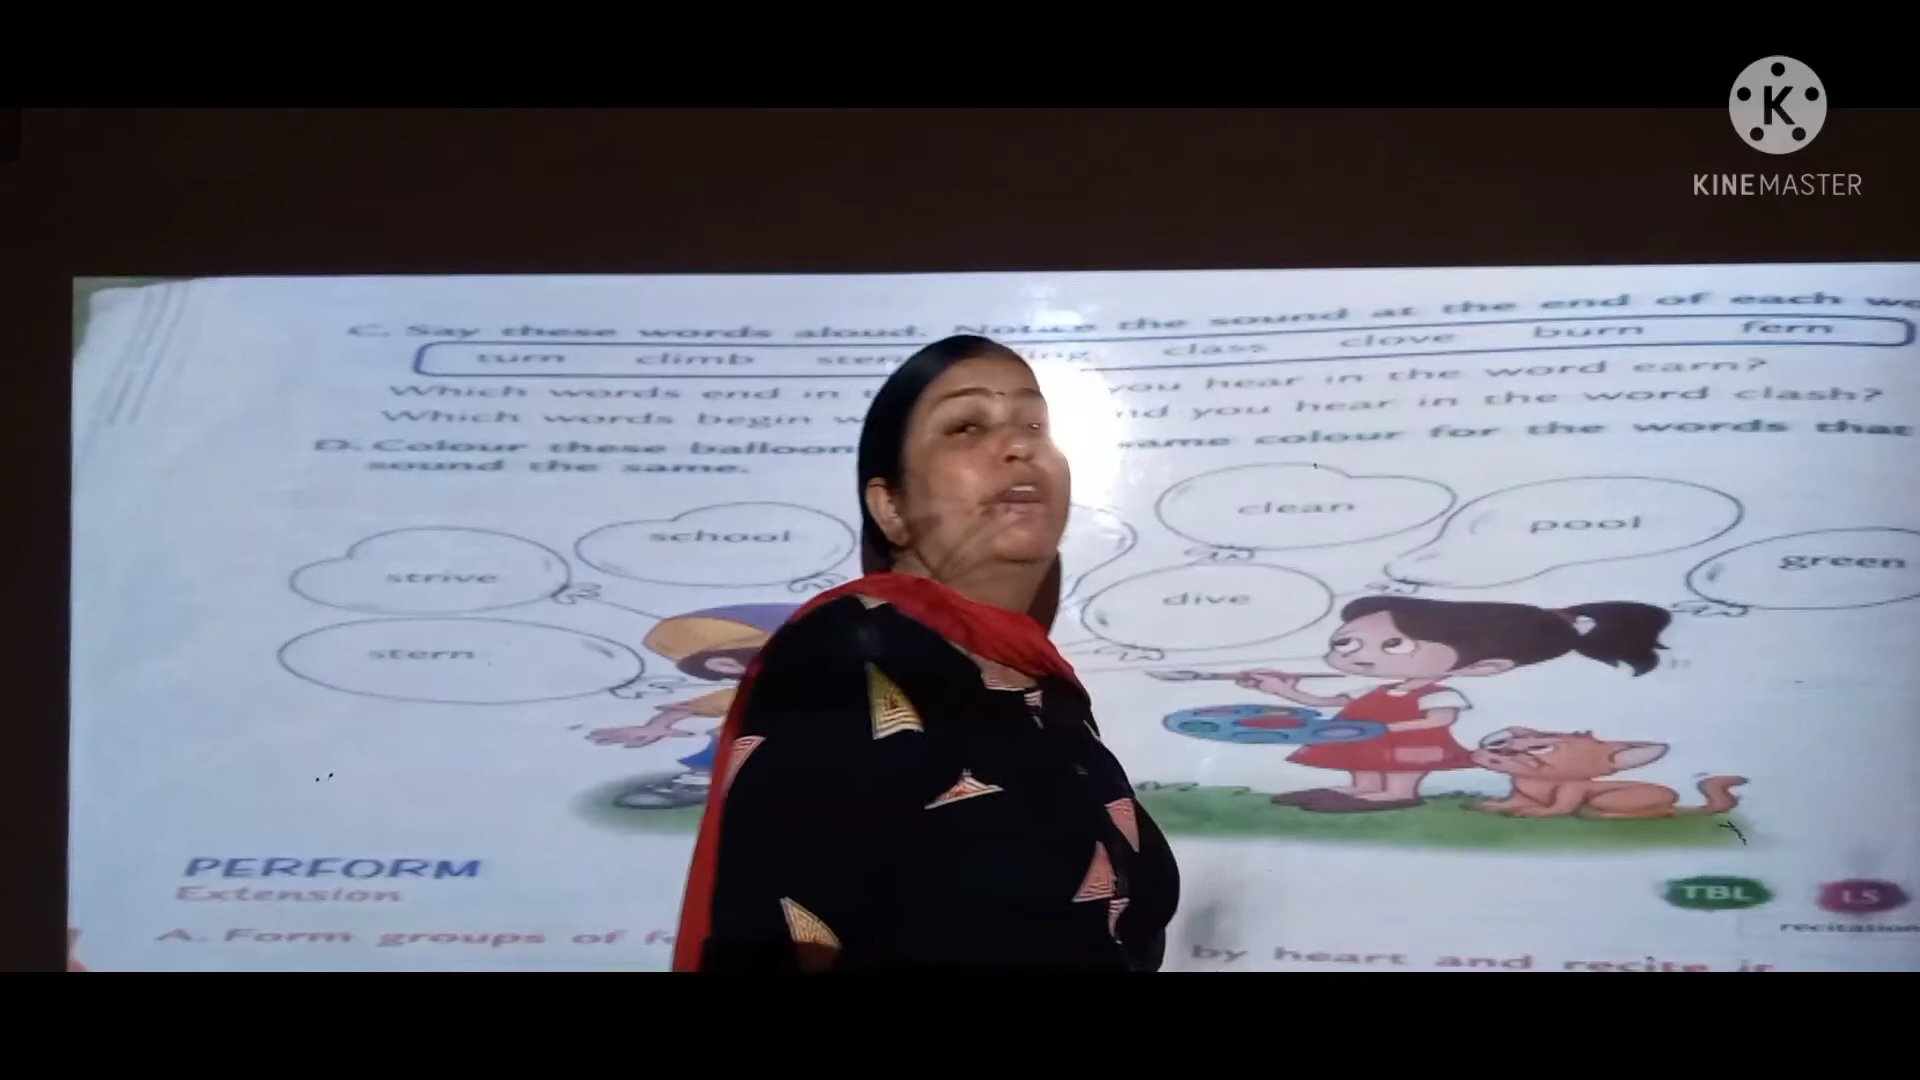 K
KINEMASTER
C. Say these words aloud. Notice the sound at the end of each
turn climb class clove burn fern
Which words end in you hear in the word earn?
Which words begin you hear in the word clash?
D. Colour these same colour for the words that
sound the same.
clean
school
pool
strive
green
dive
stern
PERFORM
Extension
TBL
LS
recitation
A. Form groups of by heart and recite it